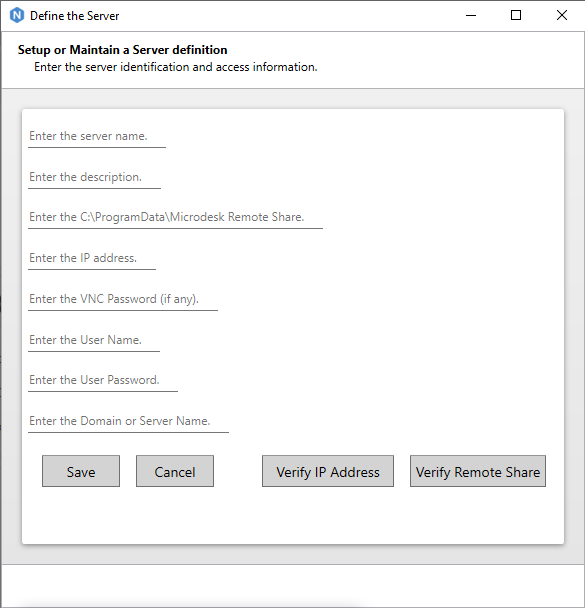 N Define the Server
Setup or Maintain a Server definition
Enter the server identification and access information.
Enter the server name.
Enter the description.
Enter the C:\ProgramData\Microdesk Remote Share.
Enter the IP address.
Enter the VNC Password (if any).
Enter the User Name.
Enter the User Password.
Enter the Domain or Server Name.
Save Cancel Verify IP Address Verify Remote Share